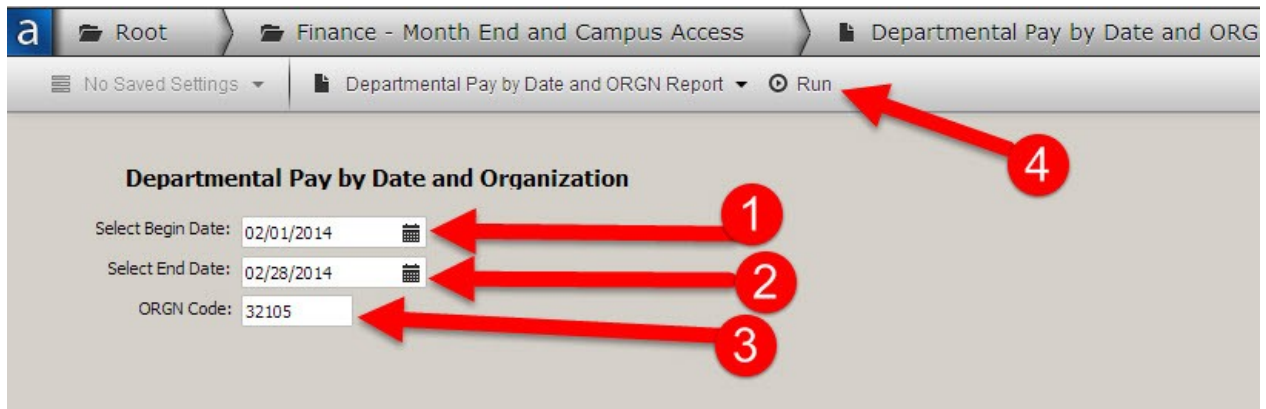 a Root Finance - Month End and Campus Access Departmental Pay by Date and ORG
No Saved Settings Departmental Pay by Date and ORGN Report Run
4
Departmental Pay by Date and Organization
1
Select Begin Date: 02/01/2014
Select End Date: 02/28/2014
2
ORGN Code: 32105
3